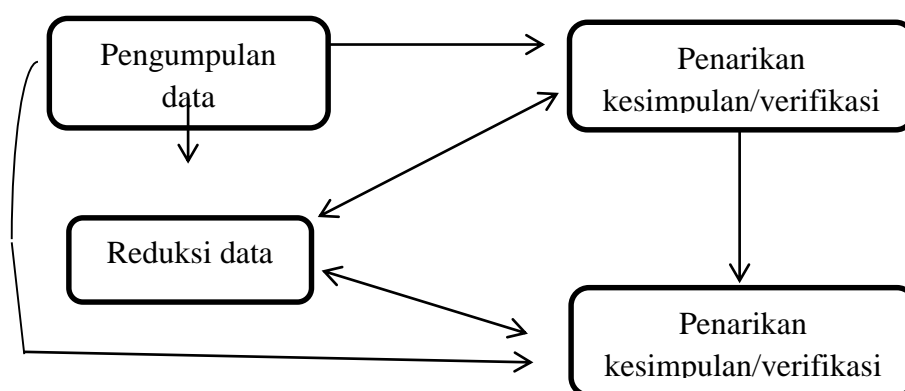 Pengumpulan
data
Penarikan
kesimpulan/verifikasi
Reduksi data
Penarikan
kesimpulan/verifikasi